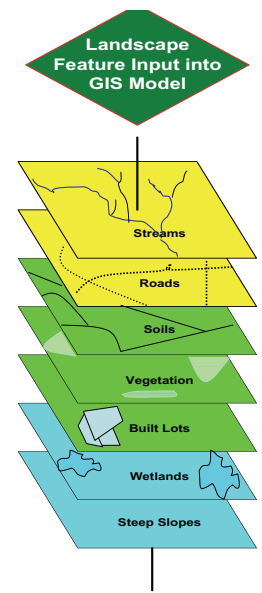 Landscape
Feature Input into
GIS Model
Streams
Roads
Soils
Vegetation
Built Lots
Wetlands
Steep Slopes